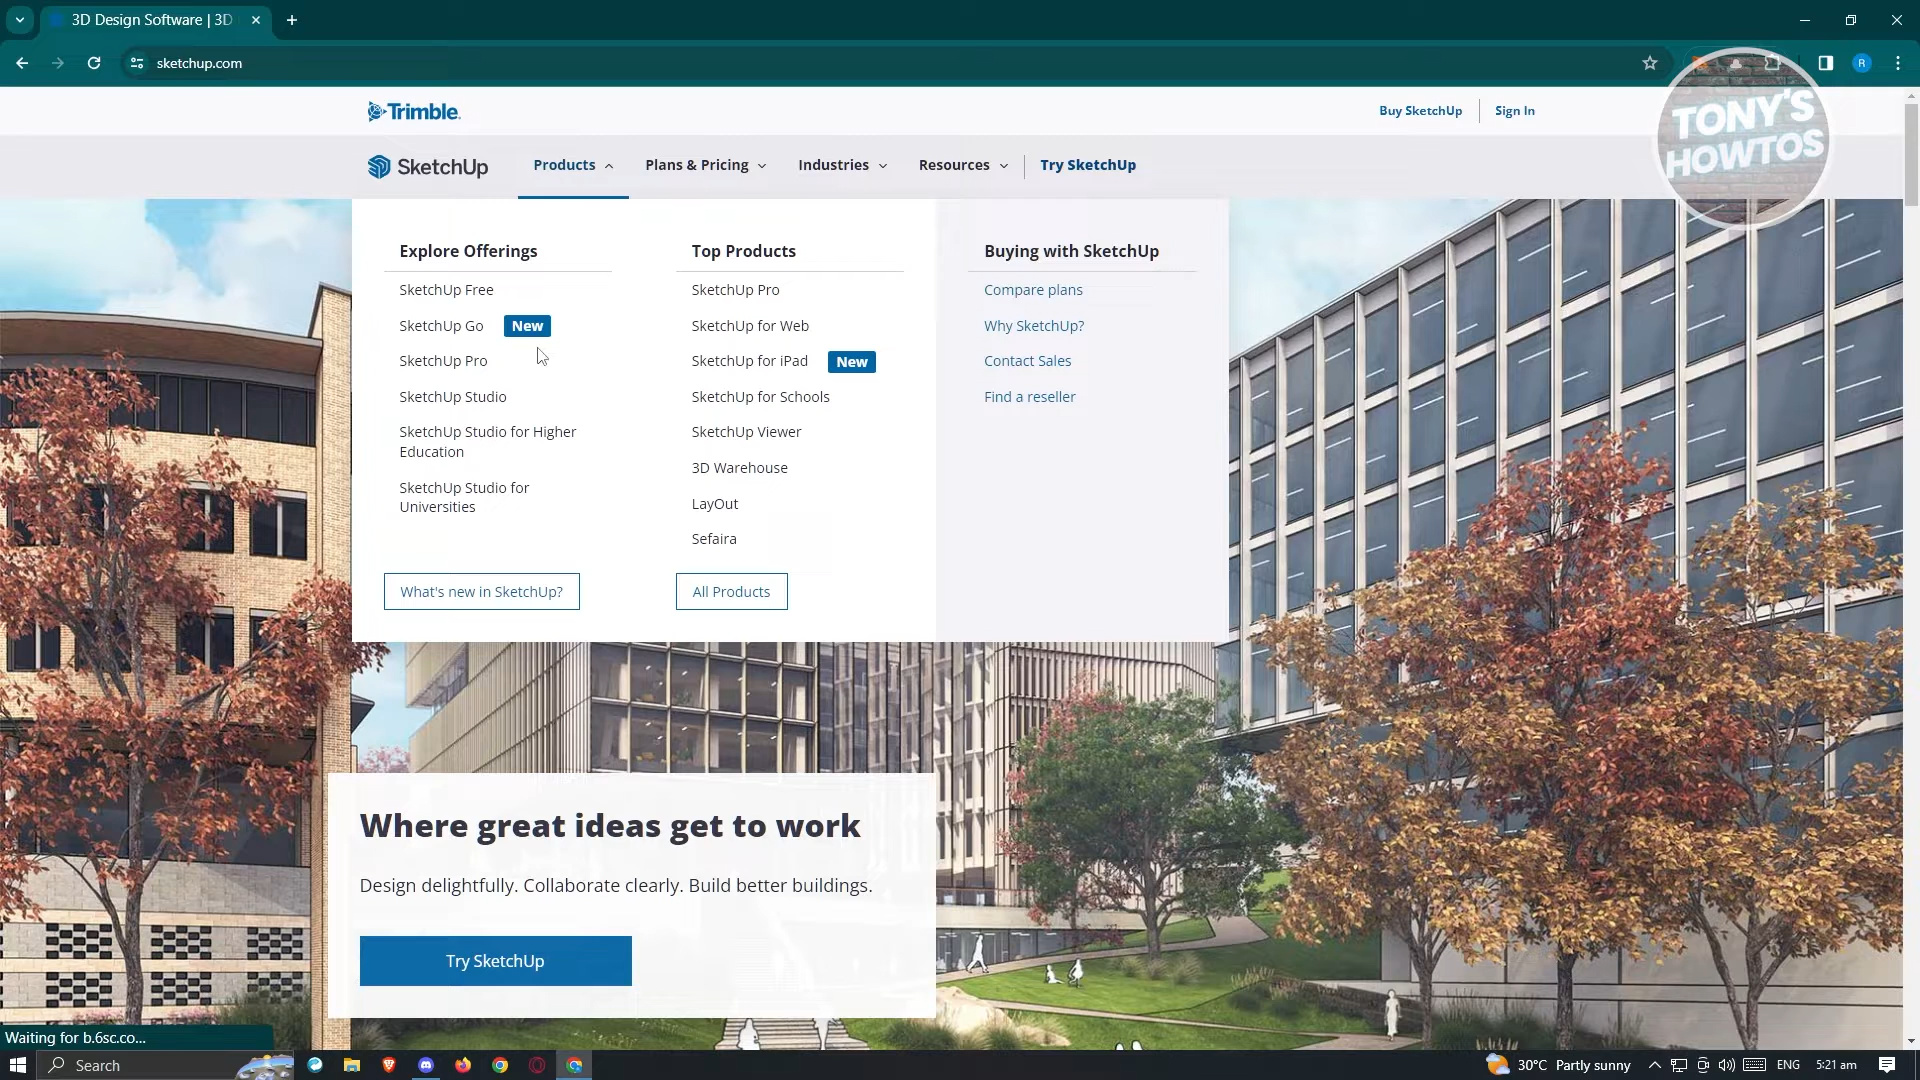 3D Design Software | 3D
sketchup.com
Trimble.
Buy SketchUp
Sign In
TONY'S
HOWTOS
SketchUp
Products
Plans & Pricing
Industries
Resources
Try SketchUp
Explore Offerings
SketchUp Free
SketchUp Go
New
SketchUp Pro
SketchUp Studio
SketchUp Studio for Higher
Education
SketchUp Studio for
Universities
What's new in SketchUp?
Top Products
SketchUp Pro
SketchUp for Web
SketchUp for iPad
New
SketchUp for Schools
SketchUp Viewer
3D Warehouse
LayOut
Sefaira
All Products
Buying with SketchUp
Compare plans
Why SketchUp?
Contact Sales
Find a reseller
Where great ideas get to work
Design delightfully. Collaborate clearly. Build better buildings.
Try SketchUp
Waiting for b.6sc.co...
Search
30°C Partly sunny
ENG
5:21 am
R